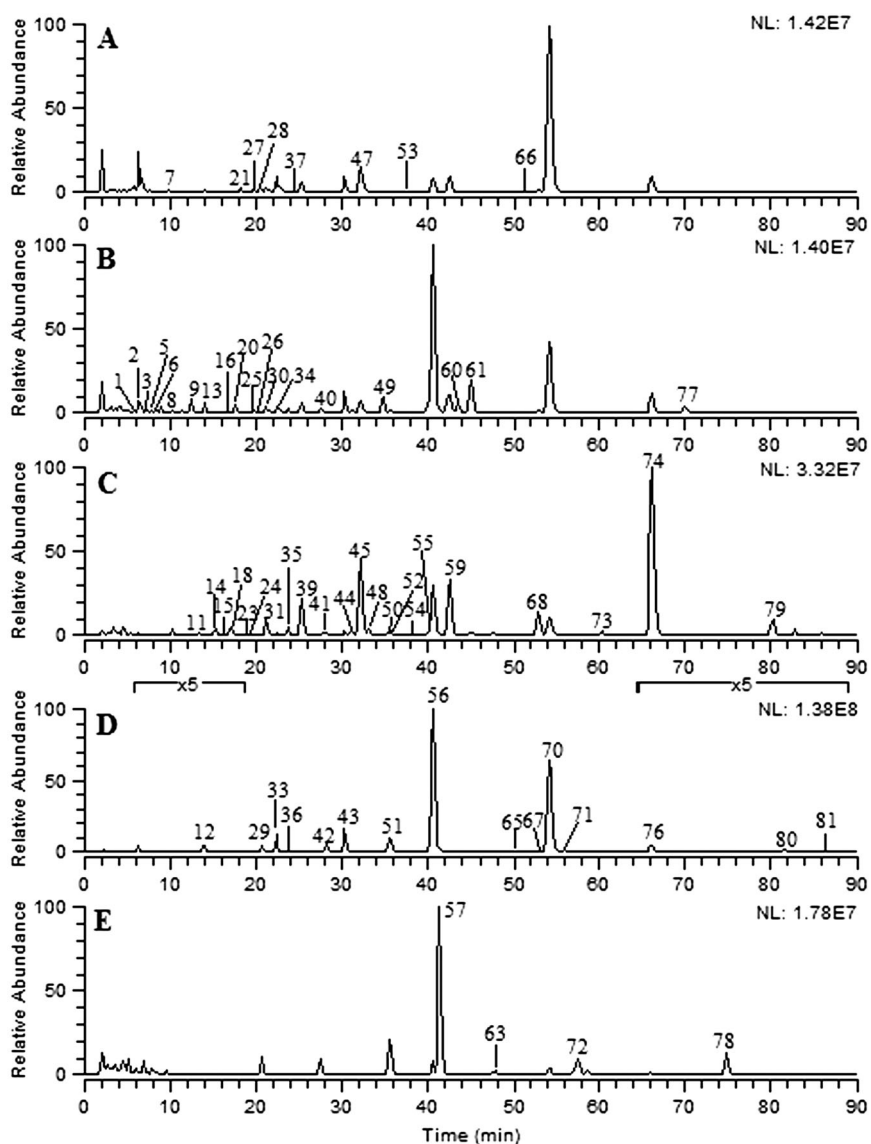 A
NL: 1.42E7
Relative Abundance
100
50
0
7 21 27 28 37 47 53 66
0 10 20 30 40 50 60 70 80 90
B
NL: 1.40E7
Relative Abundance
100
50
0
1 2 3 5 6 8 9 13 16 20 25 26 30 34 40 49 60 61 77
0 10 20 30 40 50 60 70 80 90
C
NL: 3.32E7
Relative Abundance
100
50
0
11 14 15 18 23 24 31 35 39 41 44 45 48 50 52 54 55 59 68 73 74 79
0 10 20 30 40 50 60 70 80 90
x5 x5
D
NL: 1.38E8
Relative Abundance
100
50
0
12 29 33 36 42 43 51 56 65 67 70 71 76 80 81
0 10 20 30 40 50 60 70 80 90
E
NL: 1.78E7
Relative Abundance
100
50
0
57 63 72 78
0 10 20 30 40 50 60 70 80 90
Time (min)